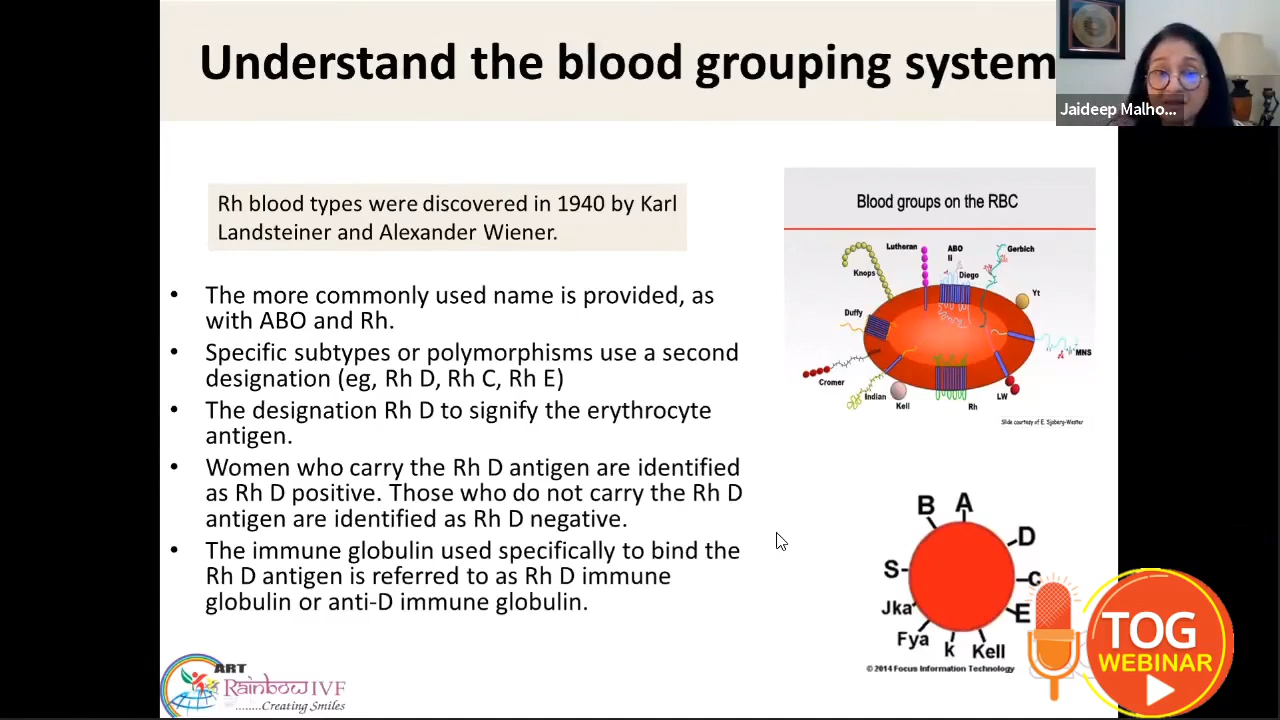 Understand the blood grouping system
Jaideep Malho...
Rh blood types were discovered in 1940 by Karl
Landsteiner and Alexander Wiener.
• The more commonly used name is provided, as
with ABO and Rh.
• Specific subtypes or polymorphisms use a second
designation (eg, Rh D, Rh C, Rh E)
• The designation Rh D to signify the erythrocyte
antigen.
• Women who carry the Rh D antigen are identified
as Rh D positive. Those who do not carry the Rh D
antigen are identified as Rh D negative.
• The immune globulin used specifically to bind the
Rh D antigen is referred to as Rh D immune
globulin or anti-D immune globulin.
Blood groups on the RBC
Lutheran
ABO
Ii
Gerbich
Knops
Diego
Yt
Duffy
MNS
Cromer
Indian
Kell
Rh
LW
Slide courtesy of E. Sjoberg-Wester
B
A
D
S
C
Jka
E
Fya
k
Kell
© 2014 Focus Information Technology
ART
Rainbow IVF
........Creating Smiles
TOG
WEBINAR